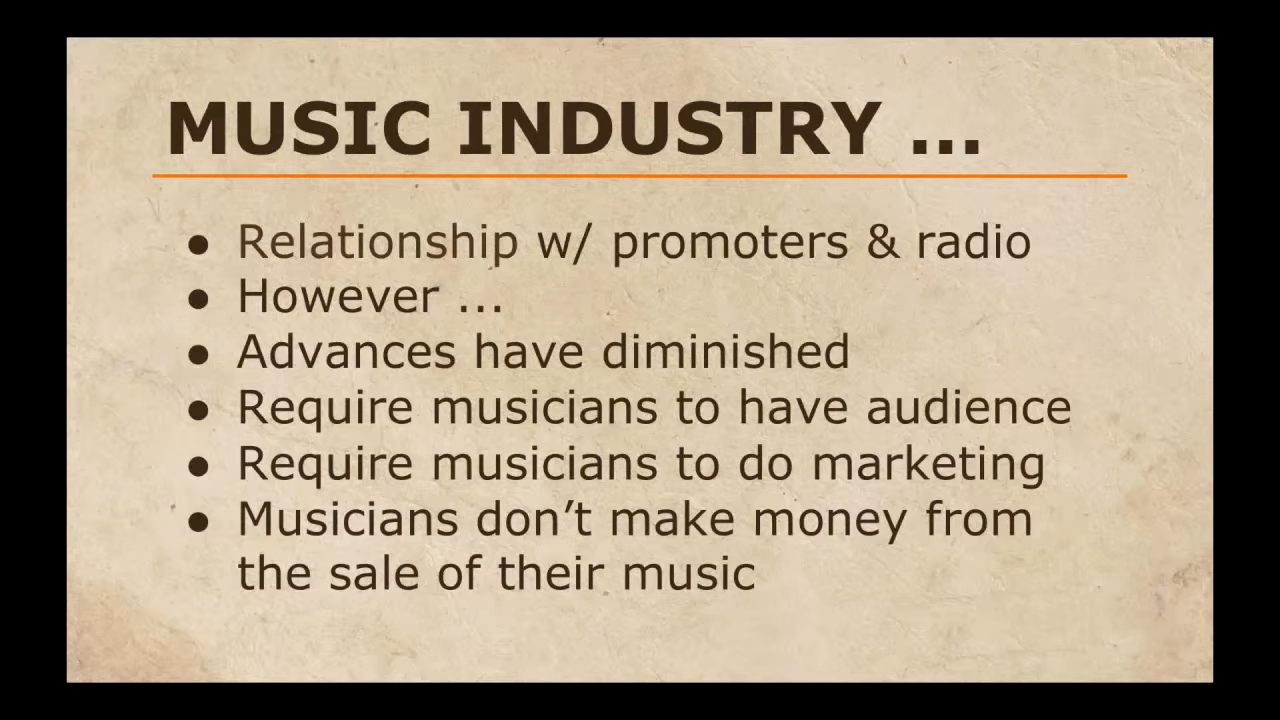 MUSIC INDUSTRY ...
● Relationship w/ promoters & radio
● However ...
● Advances have diminished
● Require musicians to have audience
● Require musicians to do marketing
● Musicians don’t make money from
the sale of their music